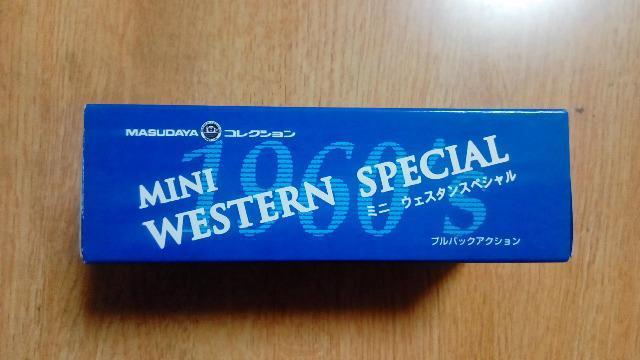 MASUDAYA コレクション
1960's
MINI
WESTERN SPECIAL
ミニ ウェスタンスペシャル
プルバックアクション